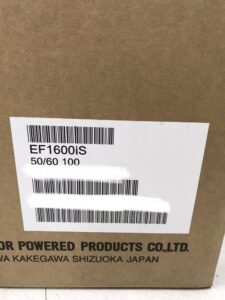 EF1600iS
50/60 100
OR POWERED PRODUCTS CO.,LTD.
WA KAKEGAWA SHIZUOKA JAPAN